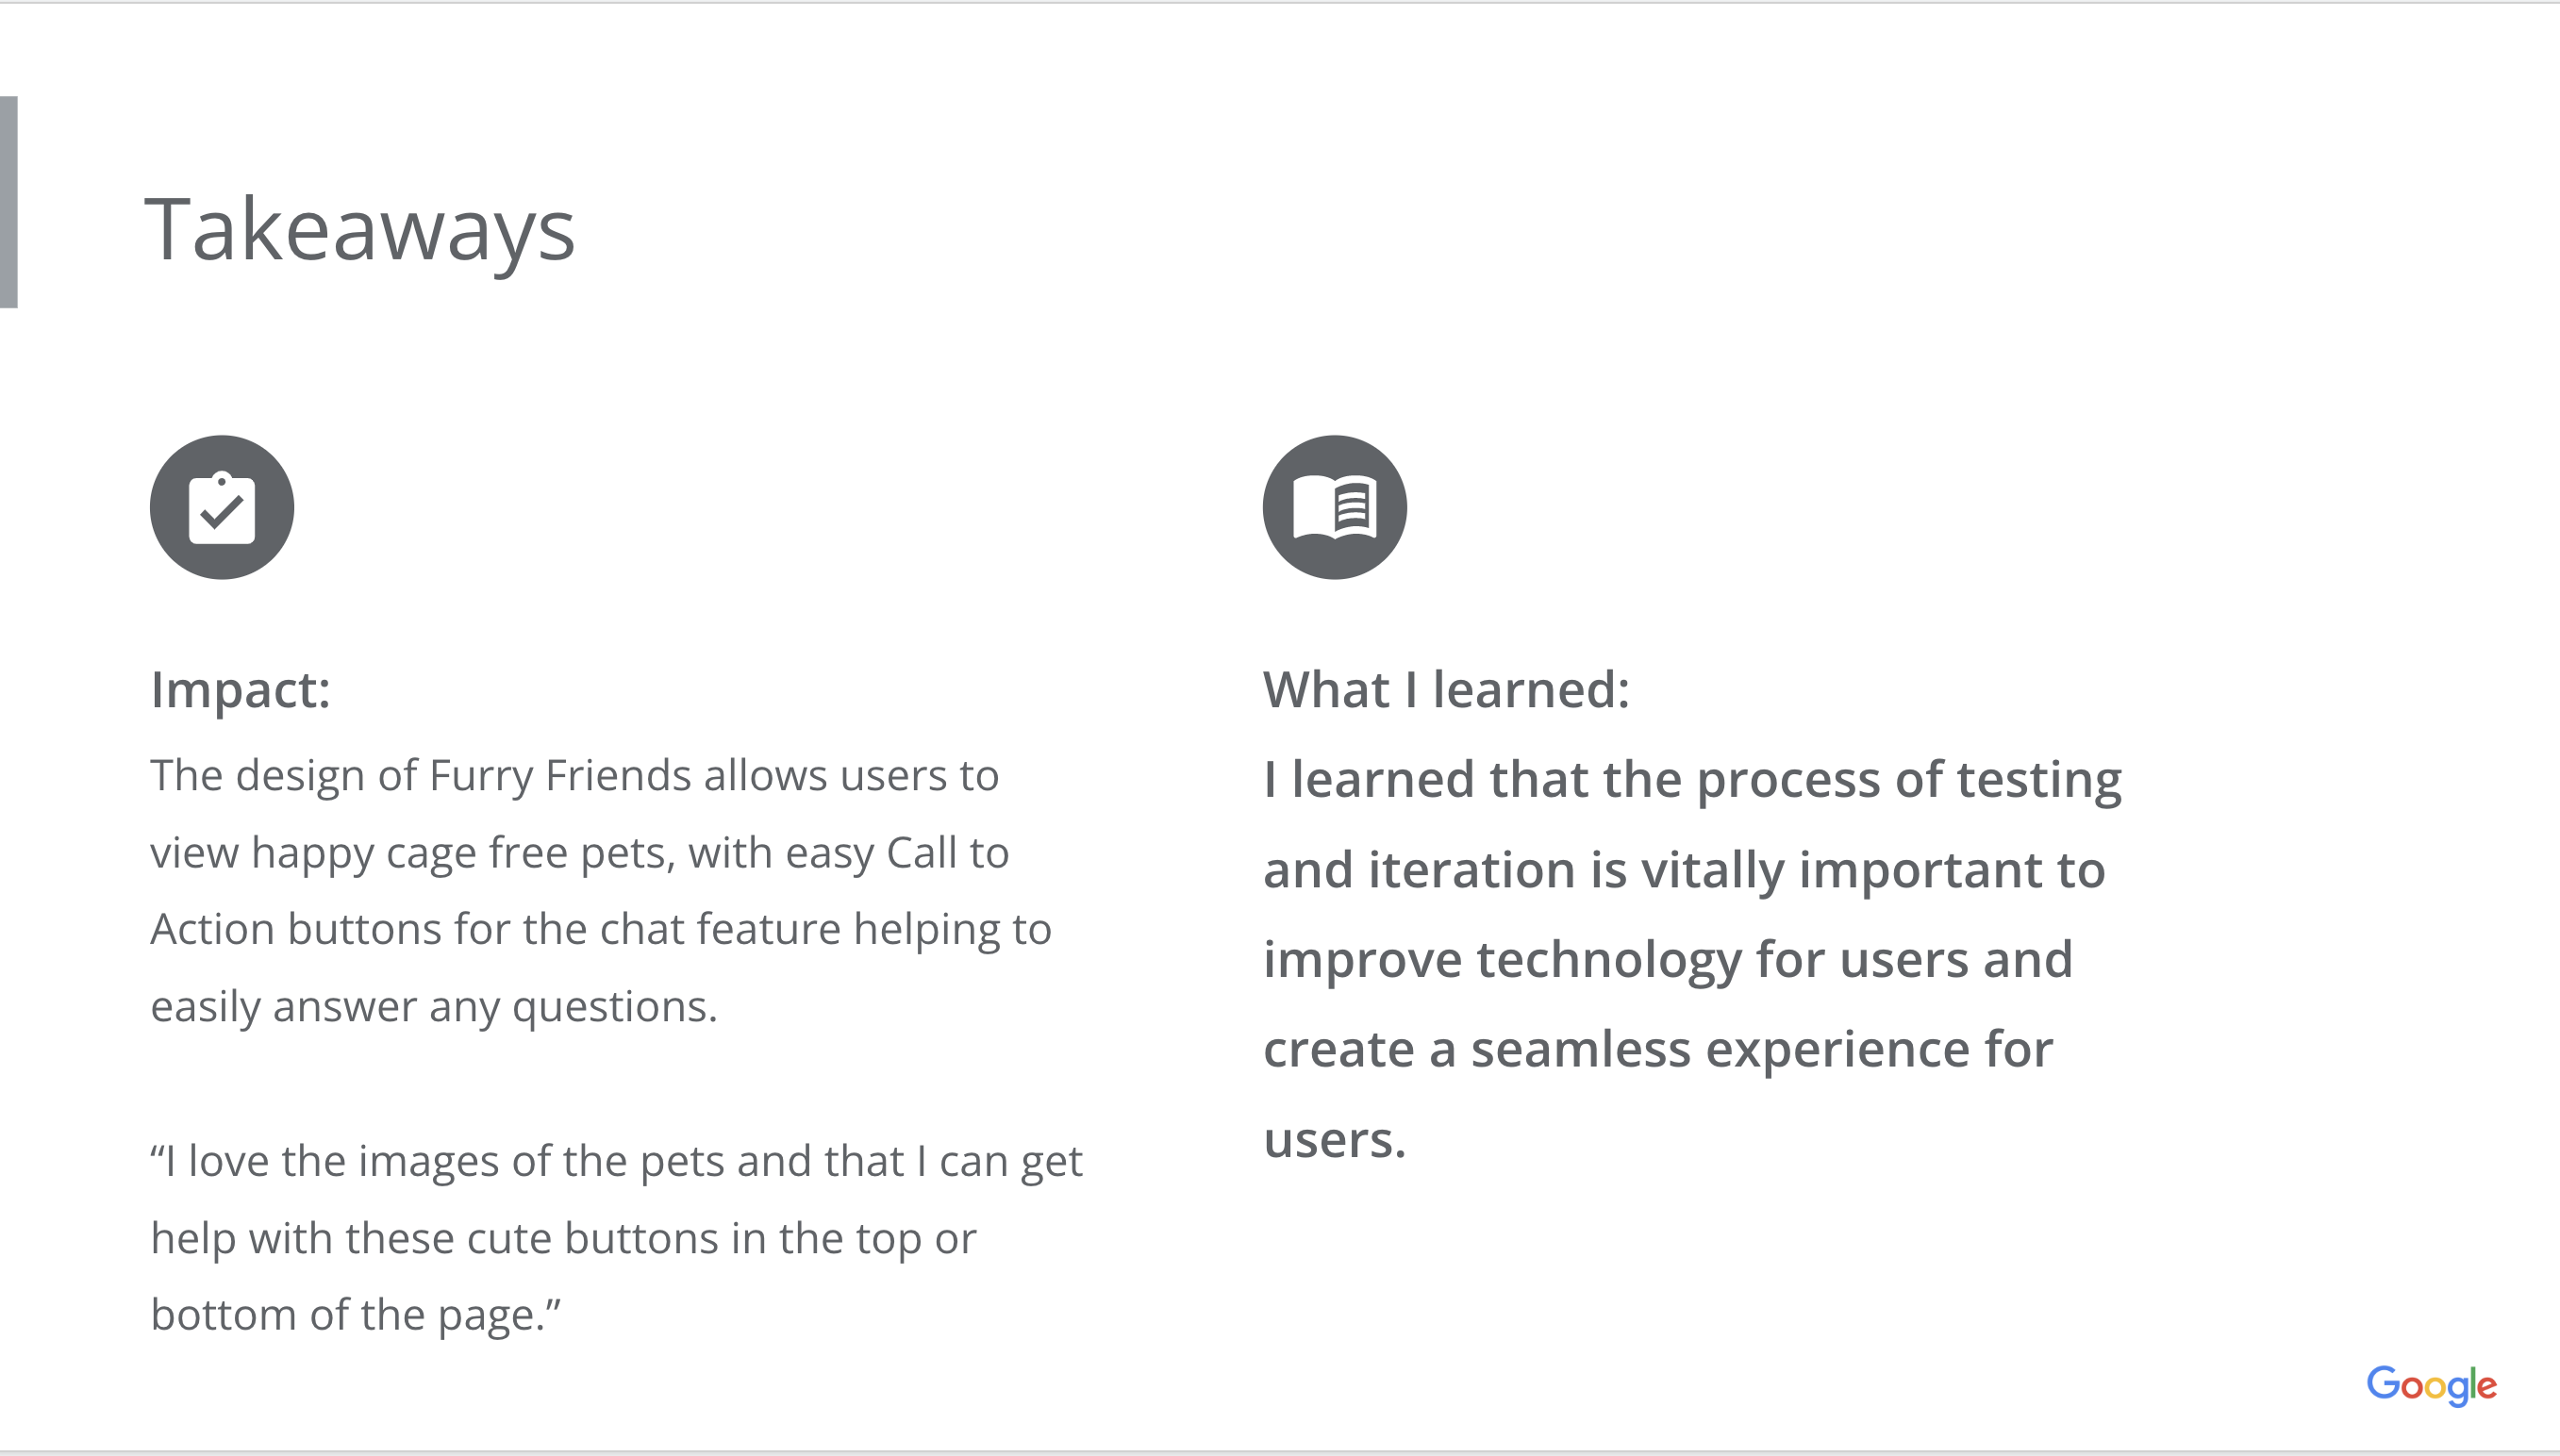 Takeaways
Impact:
The design of Furry Friends allows users to
view happy cage free pets, with easy Call to
Action buttons for the chat feature helping to
easily answer any questions.
“I love the images of the pets and that I can get
help with these cute buttons in the top or
bottom of the page.”
What I learned:
I learned that the process of testing
and iteration is vitally important to
improve technology for users and
create a seamless experience for
users.
Google